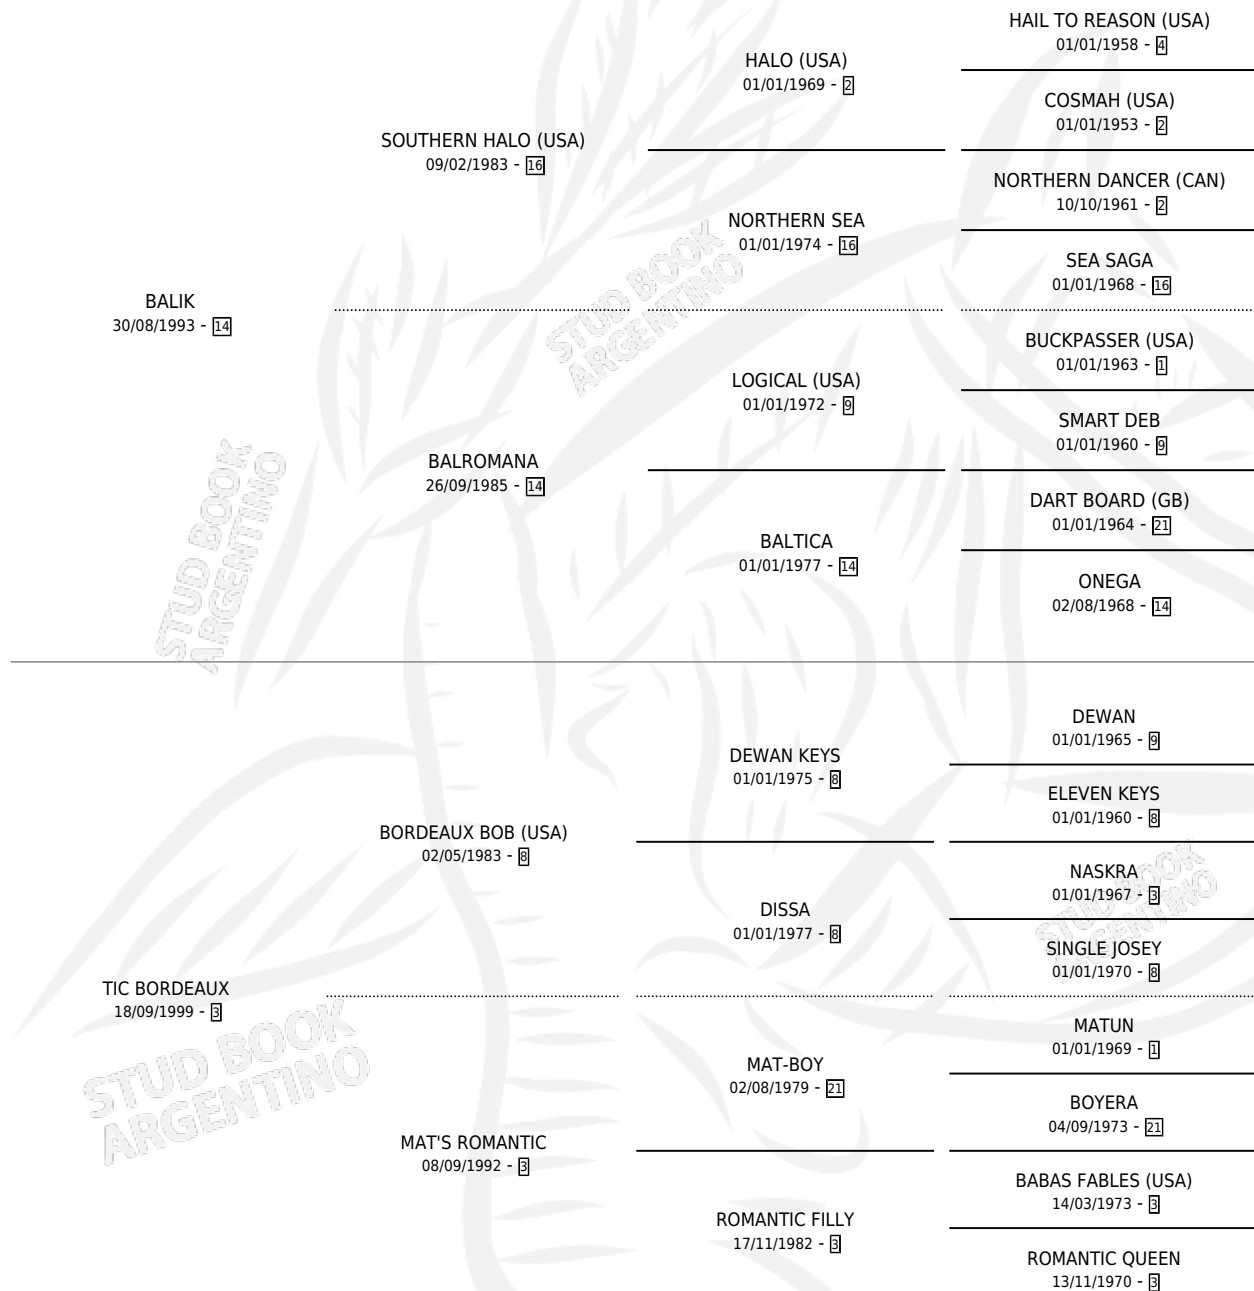 HAIL TO REASON (USA)
01/01/1958 - 4
HALO (USA)
01/01/1969 - 2
COSMAH (USA)
01/01/1953 - 2
SOUTHERN HALO (USA)
09/02/1983 - 16
NORTHERN DANCER (CAN)
10/10/1961 - 2
NORTHERN SEA
01/01/1974 - 16
SEA SAGA
01/01/1968 - 16
BALIK
30/08/1993 - 14
BUCKPASSER (USA)
01/01/1963 - 1
LOGICAL (USA)
01/01/1972 - 9
SMART DEB
01/01/1960 - 9
BALROMANA
26/09/1985 - 14
DART BOARD (GB)
01/01/1964 - 21
BALTICA
01/01/1977 - 14
ONEGA
02/08/1968 - 14
DEWAN
01/01/1965 - 9
DEWAN KEYS
01/01/1975 - 8
ELEVEN KEYS
01/01/1960 - 8
BORDEAUX BOB (USA)
02/05/1983 - 8
NASKRA
01/01/1967 - 3
DISSA
01/01/1977 - 8
SINGLE JOSEY
01/01/1970 - 8
TIC BORDEAUX
18/09/1999 - 3
MATUN
01/01/1969 - 1
MAT-BOY
02/08/1979 - 21
BOYERA
04/09/1973 - 21
MAT'S ROMANTIC
08/09/1992 - 3
BABAS FABLES (USA)
14/03/1973 - 3
ROMANTIC FILLY
17/11/1982 - 3
ROMANTIC QUEEN
13/11/1970 - 3
STUD BOOK
ARGENTINO
STUD BOOK
ARGENTINO
STUD BOOK
ARGENTINO
STUD BOOK
ARGENTINO